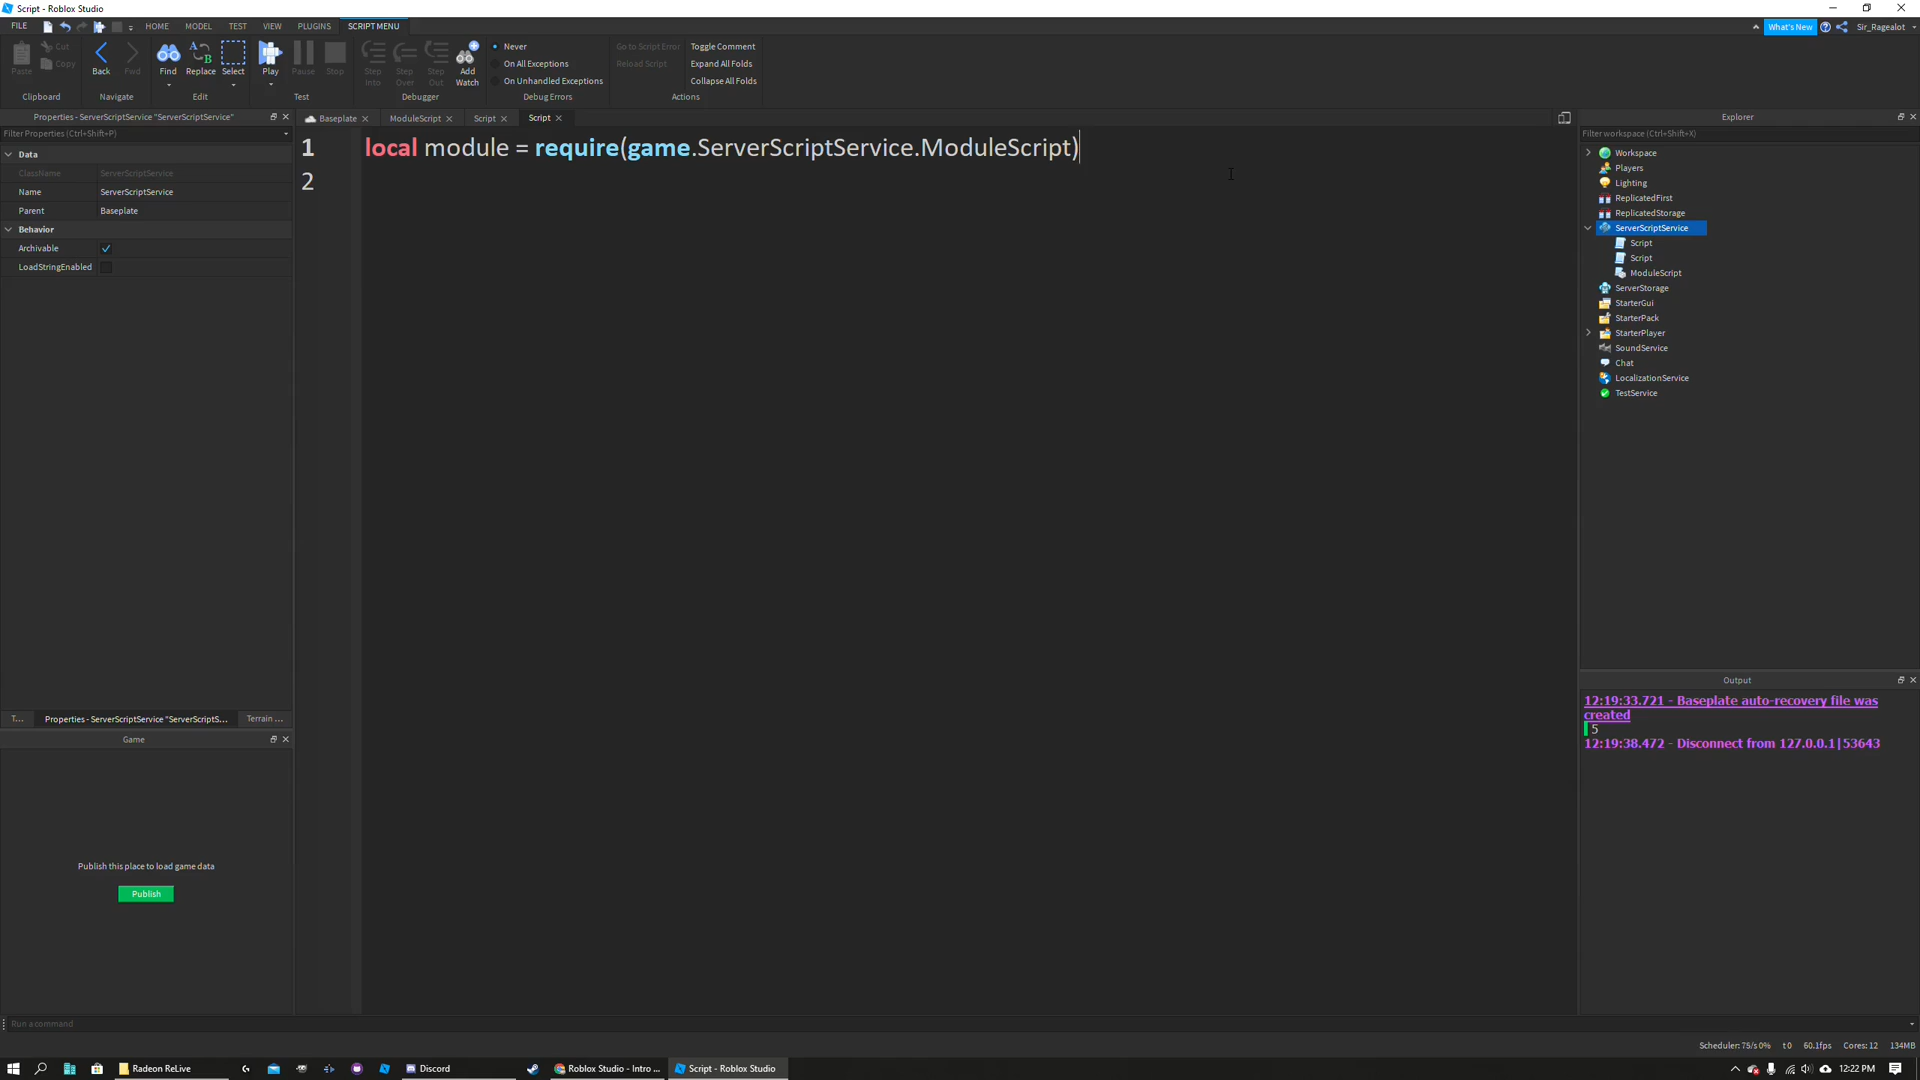 Script - Roblox Studio
FILE HOME MODEL TEST VIEW PLUGINS SCRIPT MENU What's New Sir_Ragealot
Paste Cut Copy Back Fwd Find Replace Select Play Pause Stop Step Into Step Over Step Out Add Watch
Never
On All Exceptions
On Unhandled Exceptions
Go to Script Error
Reload Script
Toggle Comment
Expand All Folds
Collapse All Folds
Clipboard Navigate Edit Test Debugger Debug Errors Actions
Properties - ServerScriptService "ServerScriptService"
Filter Properties (Ctrl+Shift+P)
Data
ClassName ServerScriptService
Name ServerScriptService
Parent Baseplate
Behavior
Archivable
LoadStringEnabled
T... Properties - ServerScriptService "ServerScriptS... Terrain ...
Game
Publish this place to load game data
Publish
Baseplate ModuleScript Script Script
1 local module = require(game.ServerScriptService.ModuleScript)
2
Explorer
Filter workspace (Ctrl+Shift+X)
Workspace
Players
Lighting
ReplicatedFirst
ReplicatedStorage
ServerScriptService
Script
Script
ModuleScript
ServerStorage
StarterGui
StarterPack
StarterPlayer
SoundService
Chat
LocalizationService
TestService
Output
12:19:33.721 - Baseplate auto-recovery file was
created
5
12:19:38.472 - Disconnect from 127.0.0.1|53643
Run a command
Scheduler: 75/s 0% t 0 60.1fps Cores: 12 134MB
Radeon ReLive Discord Roblox Studio - Intro ... Script - Roblox Studio 12:22 PM